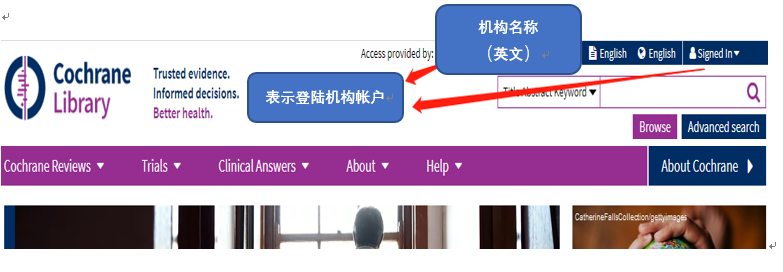 机构名称
（英文）
Access provided by:
English
English
Signed In
Cochrane
Library
Trusted evidence.
Informed decisions.
Better health.
表示登陆机构帐户
Title Abstract Keyword
Browse
Advanced search
Cochrane Reviews
Trials
Clinical Answers
About
Help
About Cochrane
CatherineFallsCollection/gettyimages